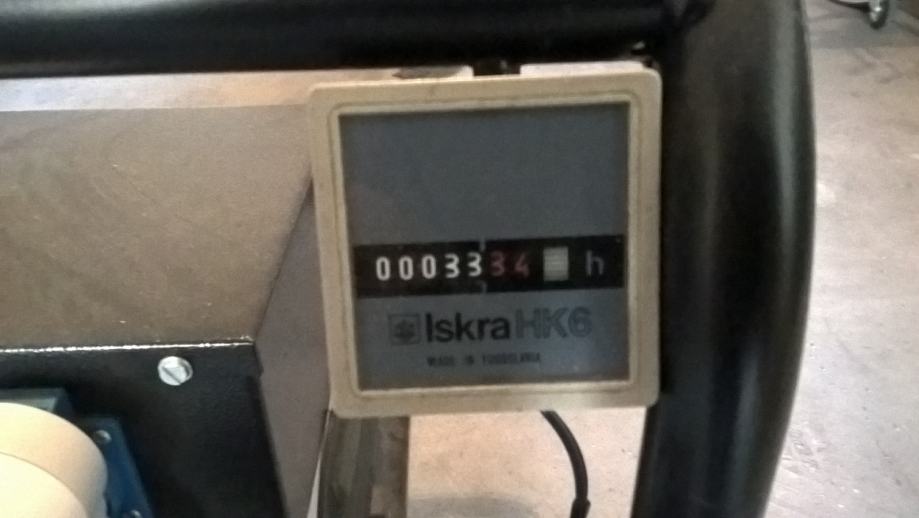 0003334 h
Iskra HK6
MADE IN YUGOSLAVIA